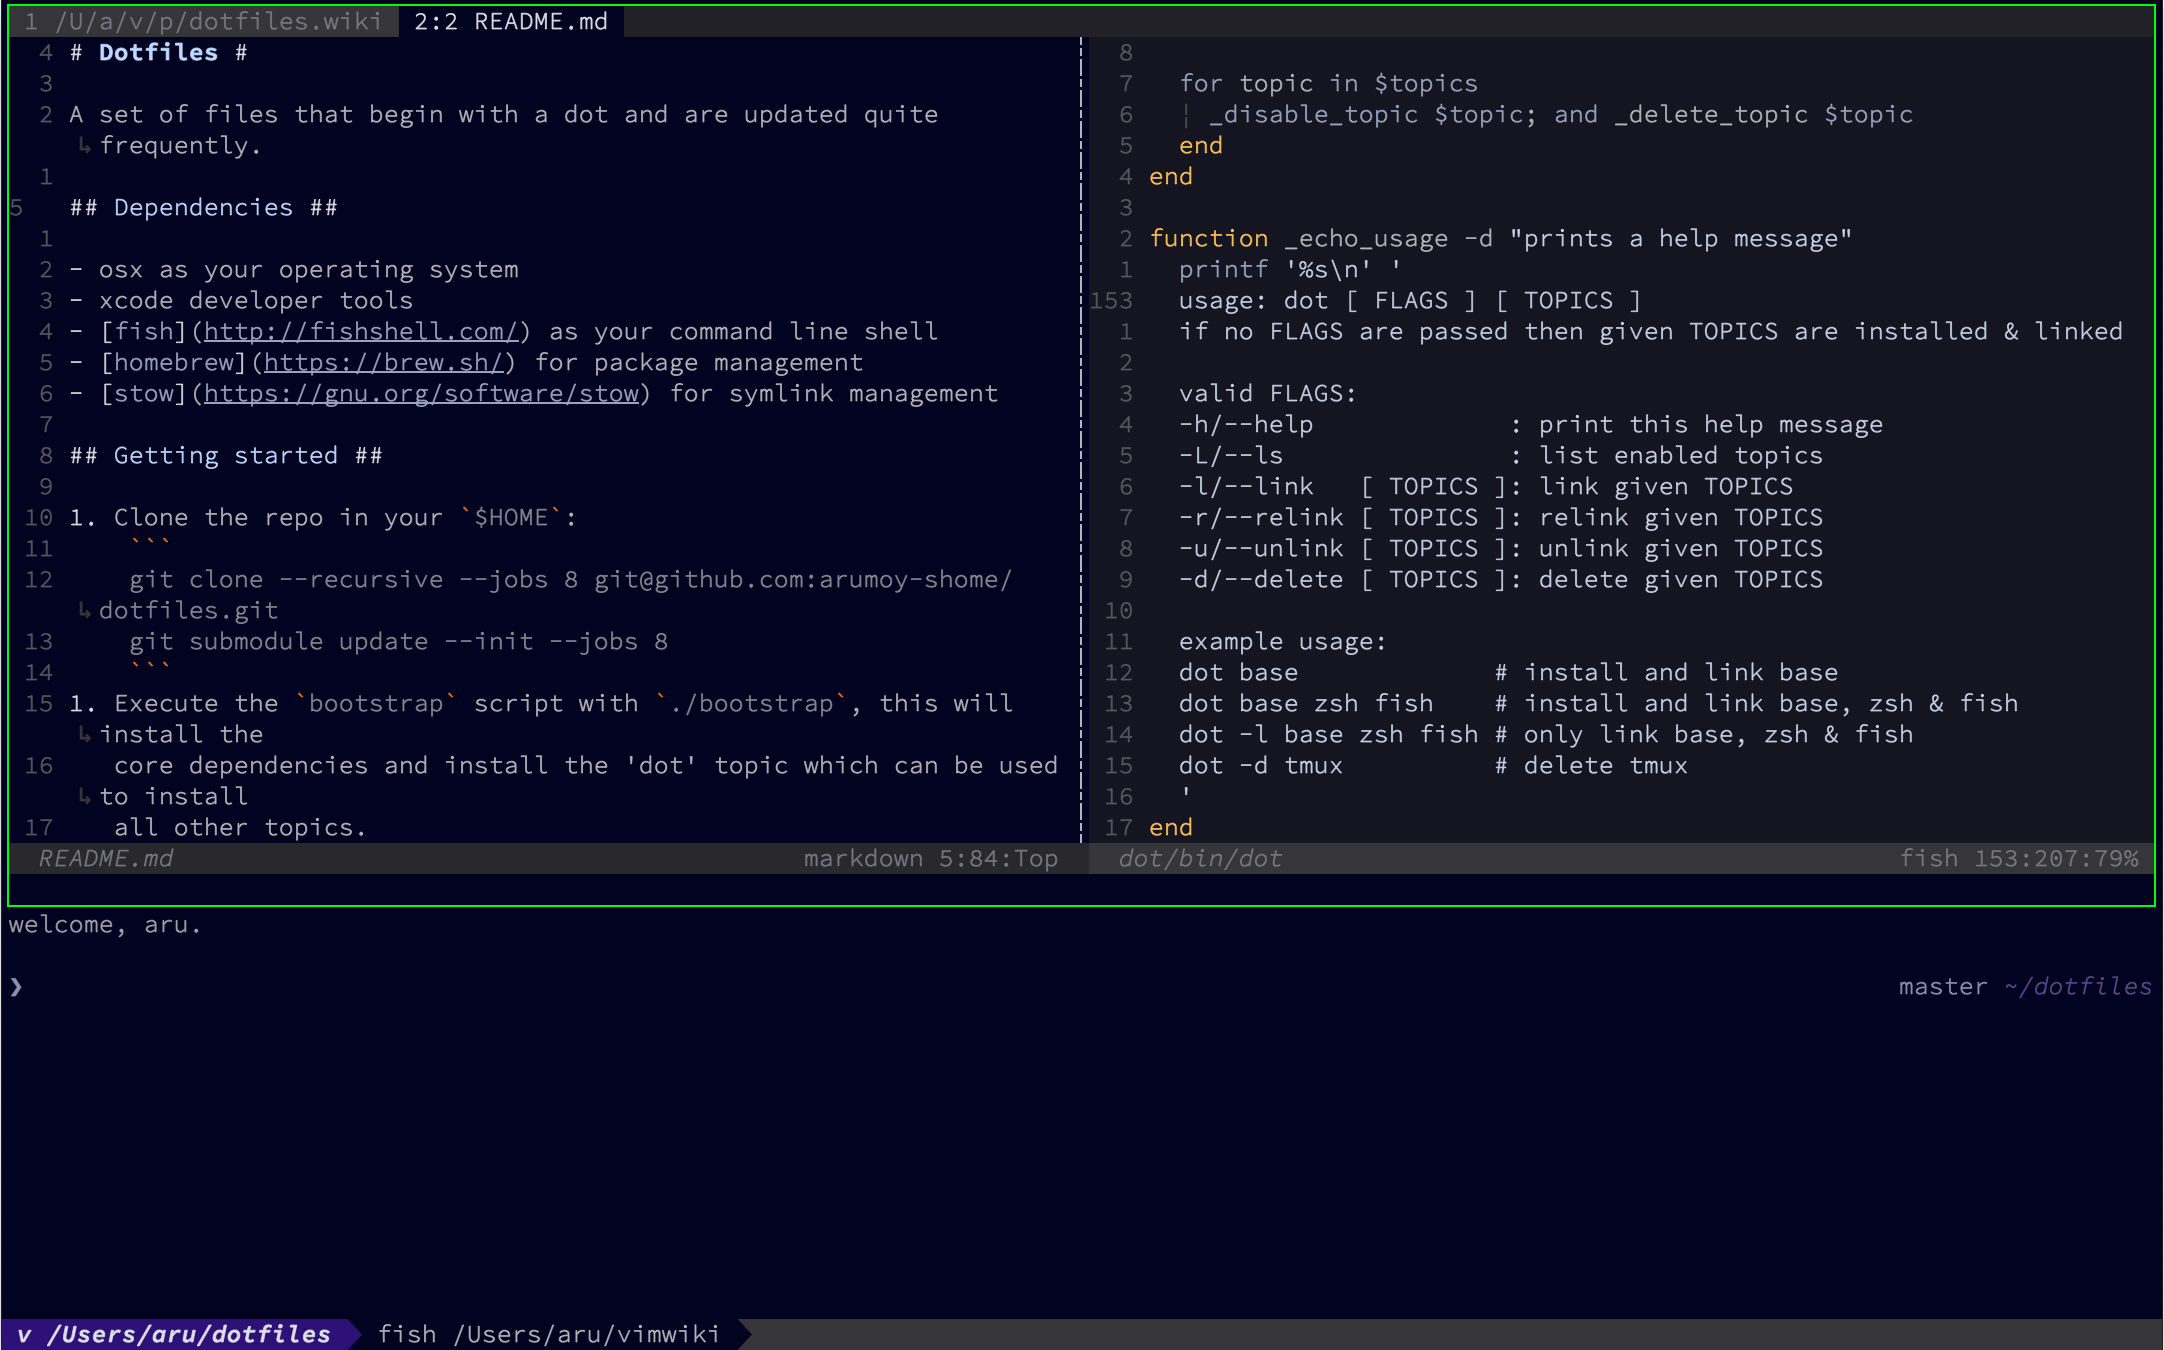 1 /U/a/v/p/dotfiles.wiki 2:2 README.md
4 # Dotfiles #
3
2 A set of files that begin with a dot and are updated quite
↳ frequently.
1
5 ## Dependencies ##
1
2 - osx as your operating system
3 - xcode developer tools
4 - [fish](http://fishshell.com/) as your command line shell
5 - [homebrew](https://brew.sh/) for package management
6 - [stow](https://gnu.org/software/stow) for symlink management
7
8 ## Getting started ##
9
10 1. Clone the repo in your `$HOME`:
11     ```
12     git clone --recursive --jobs 8 git@github.com:arumoy-shome/
↳ dotfiles.git
13     git submodule update --init --jobs 8
14     ```
15 1. Execute the `bootstrap` script with `./bootstrap`, this will
↳ install the
16    core dependencies and install the 'dot' topic which can be used
↳ to install
17    all other topics.
README.md markdown 5:84:Top
8
7   for topic in $topics
6   ¦ _disable_topic $topic; and _delete_topic $topic
5   end
4 end
3
2 function _echo_usage -d "prints a help message"
1   printf '%s\n' '
153   usage: dot [ FLAGS ] [ TOPICS ]
1   if no FLAGS are passed then given TOPICS are installed & linked
2
3   valid FLAGS:
4   -h/--help             : print this help message
5   -L/--ls               : list enabled topics
6   -l/--link   [ TOPICS ]: link given TOPICS
7   -r/--relink [ TOPICS ]: relink given TOPICS
8   -u/--unlink [ TOPICS ]: unlink given TOPICS
9   -d/--delete [ TOPICS ]: delete given TOPICS
10
11   example usage:
12   dot base             # install and link base
13   dot base zsh fish    # install and link base, zsh & fish
14   dot -l base zsh fish # only link base, zsh & fish
15   dot -d tmux          # delete tmux
16   '
17 end
dot/bin/dot fish 153:207:79%
welcome, aru.
❯ master ~/dotfiles
v /Users/aru/dotfiles fish /Users/aru/vimwiki